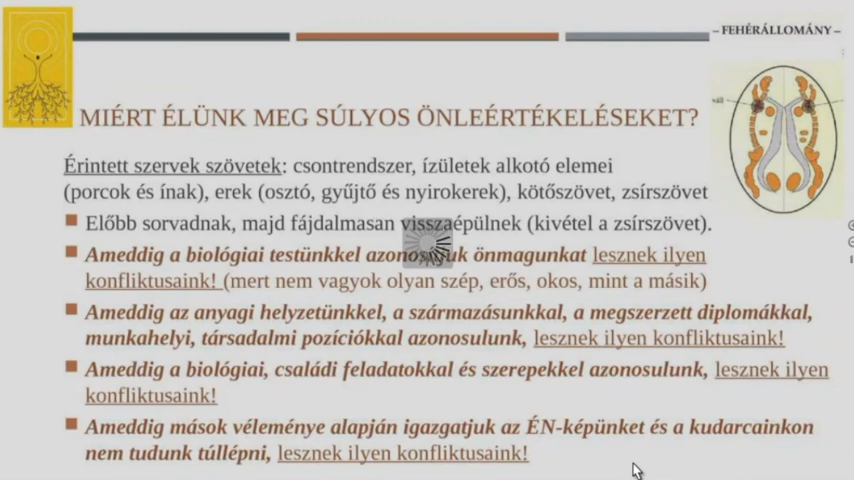 – FEHÉRÁLLOMÁNY –
MIÉRT ÉLÜNK MEG SÚLYOS ÖNLEÉRTÉKELÉSEKET?
Érintett szervek szövetek: csontrendszer, ízületek alkotó elemei
(porcok és ínak), erek (osztó, gyűjtő és nyirokerek), kötőszövet, zsírszövet
Előbb sorvadnak, majd fájdalmasan visszaépülnek (kivétel a zsírszövet).
Ameddig a biológiai testünkkel azonosulunk önmagunkat lesznek ilyen
konfliktusaink! (mert nem vagyok olyan szép, erős, okos, mint a másik)
Ameddig az anyagi helyzetünkkel, a származásunkkal, a megszerzett diplomákkal,
munkahelyi, társadalmi pozíciókkal azonosulunk, lesznek ilyen konfliktusaink!
Ameddig a biológiai, családi feladatokkal és szerepekkel azonosulunk, lesznek ilyen
konfliktusaink!
Ameddig mások véleménye alapján igazgatjuk az ÉN-képünket és a kudarcainkon
nem tudunk túllépni, lesznek ilyen konfliktusaink!